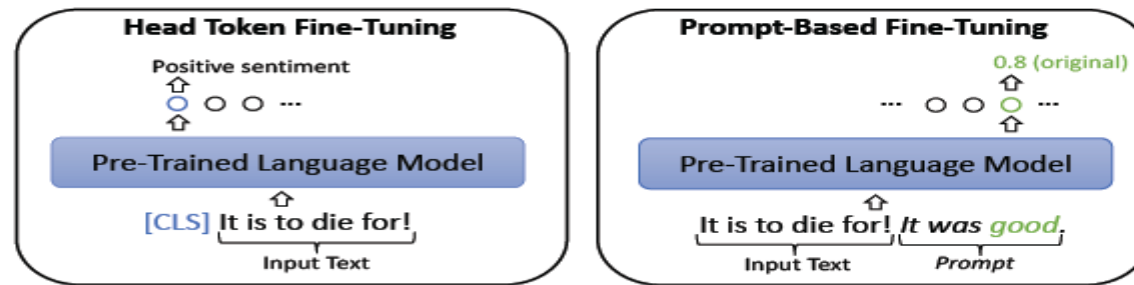 Head Token Fine-Tuning
Positive sentiment
...
Pre-Trained Language Model
[CLS] It is to die for!
Input Text
Prompt-Based Fine-Tuning
0.8 (original)
... ...
Pre-Trained Language Model
It is to die for! It was good.
Input Text Prompt